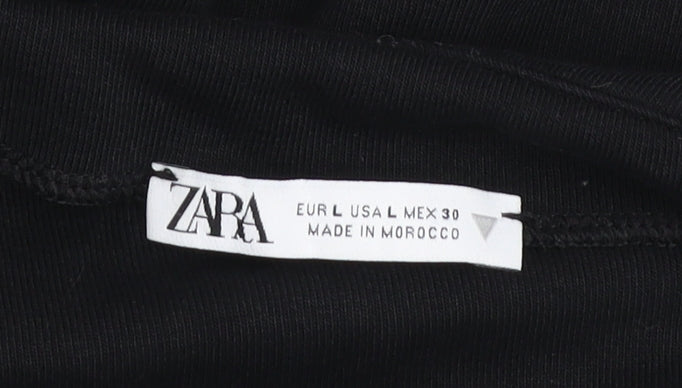 ZARA
EUR L USA L MEX 30
MADE IN MOROCCO